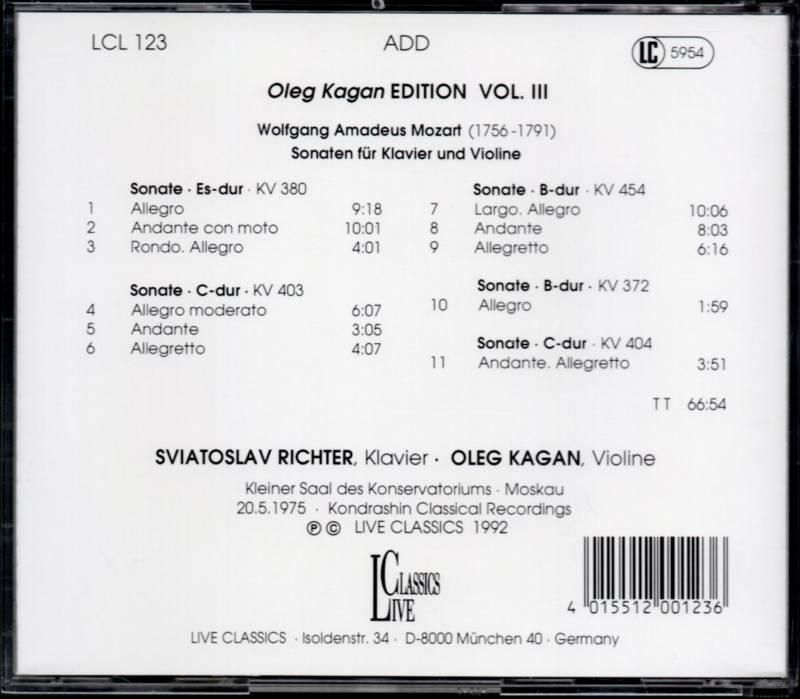 LCL 123 ADD LC 5954
Oleg Kagan EDITION VOL. III
Wolfgang Amadeus Mozart (1756-1791)
Sonaten für Klavier und Violine
Sonate · Es-dur · KV 380
1 Allegro 9:18
2 Andante con moto 10:01
3 Rondo. Allegro 4:01
Sonate · C-dur · KV 403
4 Allegro moderato 6:07
5 Andante 3:05
6 Allegretto 4:07
Sonate · B-dur · KV 454
7 Largo. Allegro 10:06
8 Andante 8:03
9 Allegretto 6:16
Sonate · B-dur · KV 372
10 Allegro 1:59
Sonate · C-dur · KV 404
11 Andante. Allegretto 3:51
TT 66:54
SVIATOSLAV RICHTER, Klavier · OLEG KAGAN, Violine
Kleiner Saal des Konservatoriums · Moskau
20.5.1975 · Kondrashin Classical Recordings
℗ © LIVE CLASSICS 1992
CLASSICS
LIVE
4 015512 001236
LIVE CLASSICS · Isoldenstr. 34 · D-8000 München 40 · Germany